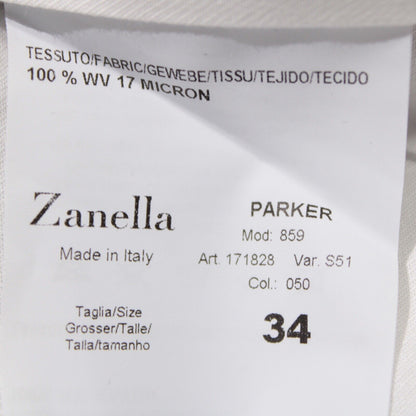 TESSUTO/FABRIC/GEWEBE/TISSU/TEJIDO/TECIDO
100 % WV 17 MICRON
Zanella
Made in Italy
PARKER
Mod: 859
Art. 171828 Var. S51
Col.: 050
Taglia/Size
Grosser/Talle/
Talla/tamanho
34